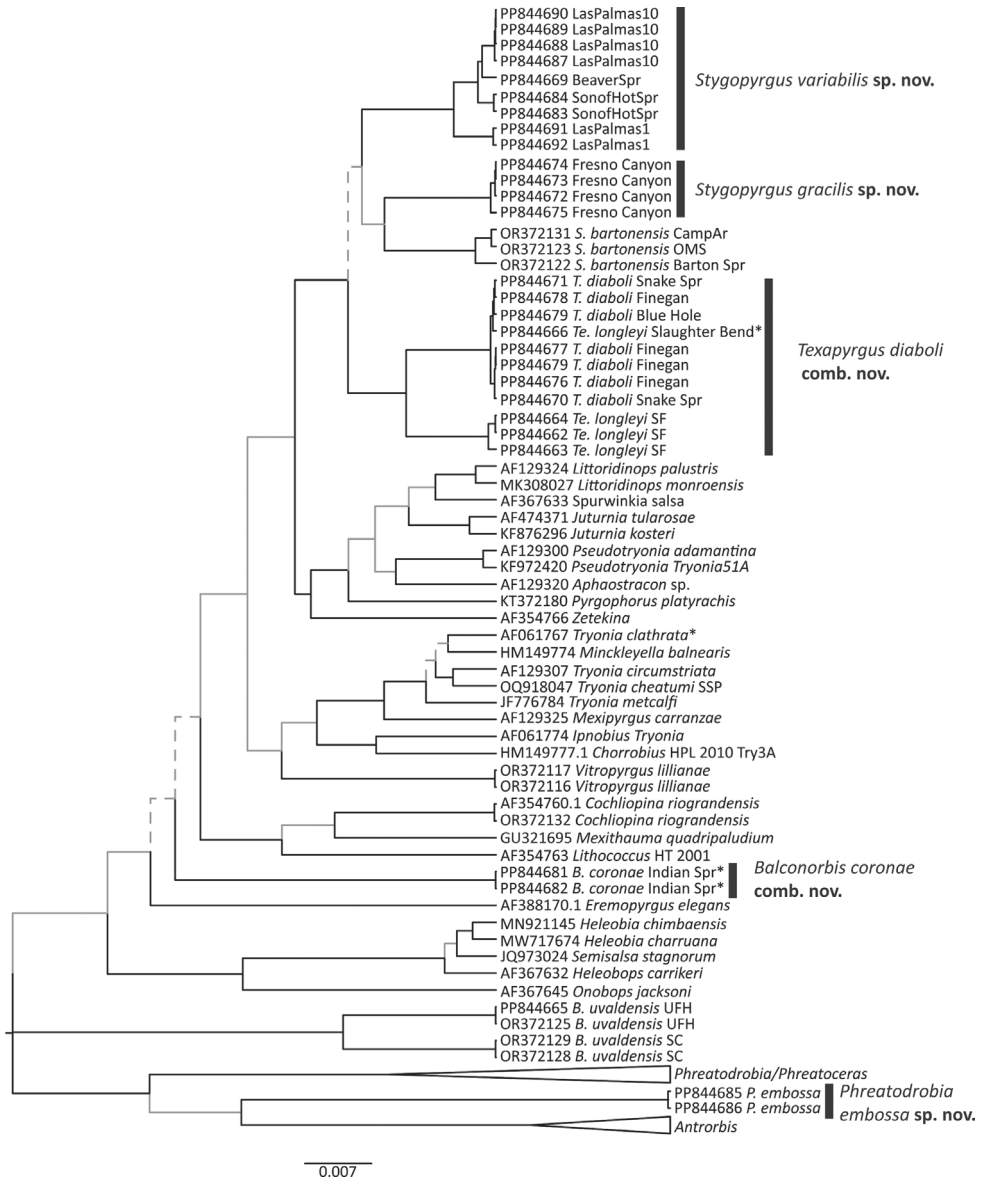 PP844690 LasPalmas10
PP844689 LasPalmas10
PP844688 LasPalmas10
PP844687 LasPalmas10
PP844669 BeaverSpr
PP844684 SonofHotSpr
PP844683 SonofHotSpr
PP844691 LasPalmas1
PP844692 LasPalmas1
Stygopyrgus variabilis sp. nov.
PP844674 Fresno Canyon
PP844673 Fresno Canyon
PP844672 Fresno Canyon
PP844675 Fresno Canyon
Stygopyrgus gracilis sp. nov.
OR372131 S. bartonensis CampAr
OR372123 S. bartonensis OMS
OR372122 S. bartonensis Barton Spr
PP844671 T. diaboli Snake Spr
PP844678 T. diaboli Finegan
PP844679 T. diaboli Blue Hole
PP844666 Te. longleyi Slaughter Bend*
PP844677 T. diaboli Finegan
PP844679 T. diaboli Finegan
PP844676 T. diaboli Finegan
PP844670 T. diaboli Snake Spr
PP844664 Te. longleyi SF
PP844662 Te. longleyi SF
PP844663 Te. longleyi SF
Texapyrgus diaboli
comb. nov.
AF129324 Littoridinops palustris
MK308027 Littoridinops monroensis
AF367633 Spurwinkia salsa
AF474371 Juturnia tularosae
KF876296 Juturnia kosteri
AF129300 Pseudotryonia adamantina
KF972420 Pseudotryonia Tryonia51A
AF129320 Aphaostracon sp.
KT372180 Pyrgophorus platyrachis
AF354766 Zetekina
AF061767 Tryonia clathrata*
HM149774 Minckleyella balnearis
AF129307 Tryonia circumstriata
OQ918047 Tryonia cheatumi SSP
JF776784 Tryonia metcalfi
AF129325 Mexipyrgus carranzae
AF061774 Ipnobius Tryonia
HM149777.1 Chorrobius HPL 2010 Try3A
OR372117 Vitropyrgus lillianae
OR372116 Vitropyrgus lillianae
AF354760.1 Cochliopina riograndensis
OR372132 Cochliopina riograndensis
GU321695 Mexithauma quadripaludium
AF354763 Lithococcus HT 2001
PP844681 B. coronae Indian Spr*
PP844682 B. coronae Indian Spr*
Balconorbis coronae
comb. nov.
AF388170.1 Eremopyrgus elegans
MN921145 Heleobia chimbaensis
MW717674 Heleobia charruana
JQ973024 Semisalsa stagnorum
AF367632 Heleobops carrikeri
AF367645 Onobops jacksoni
PP844665 B. uvaldensis UFH
OR372125 B. uvaldensis UFH
OR372129 B. uvaldensis SC
OR372128 B. uvaldensis SC
Phreatodrobia/Phreatoceras
PP844685 P. embossa
PP844686 P. embossa
Phreatodrobia
embossa sp. nov.
Antrorbis
0.007